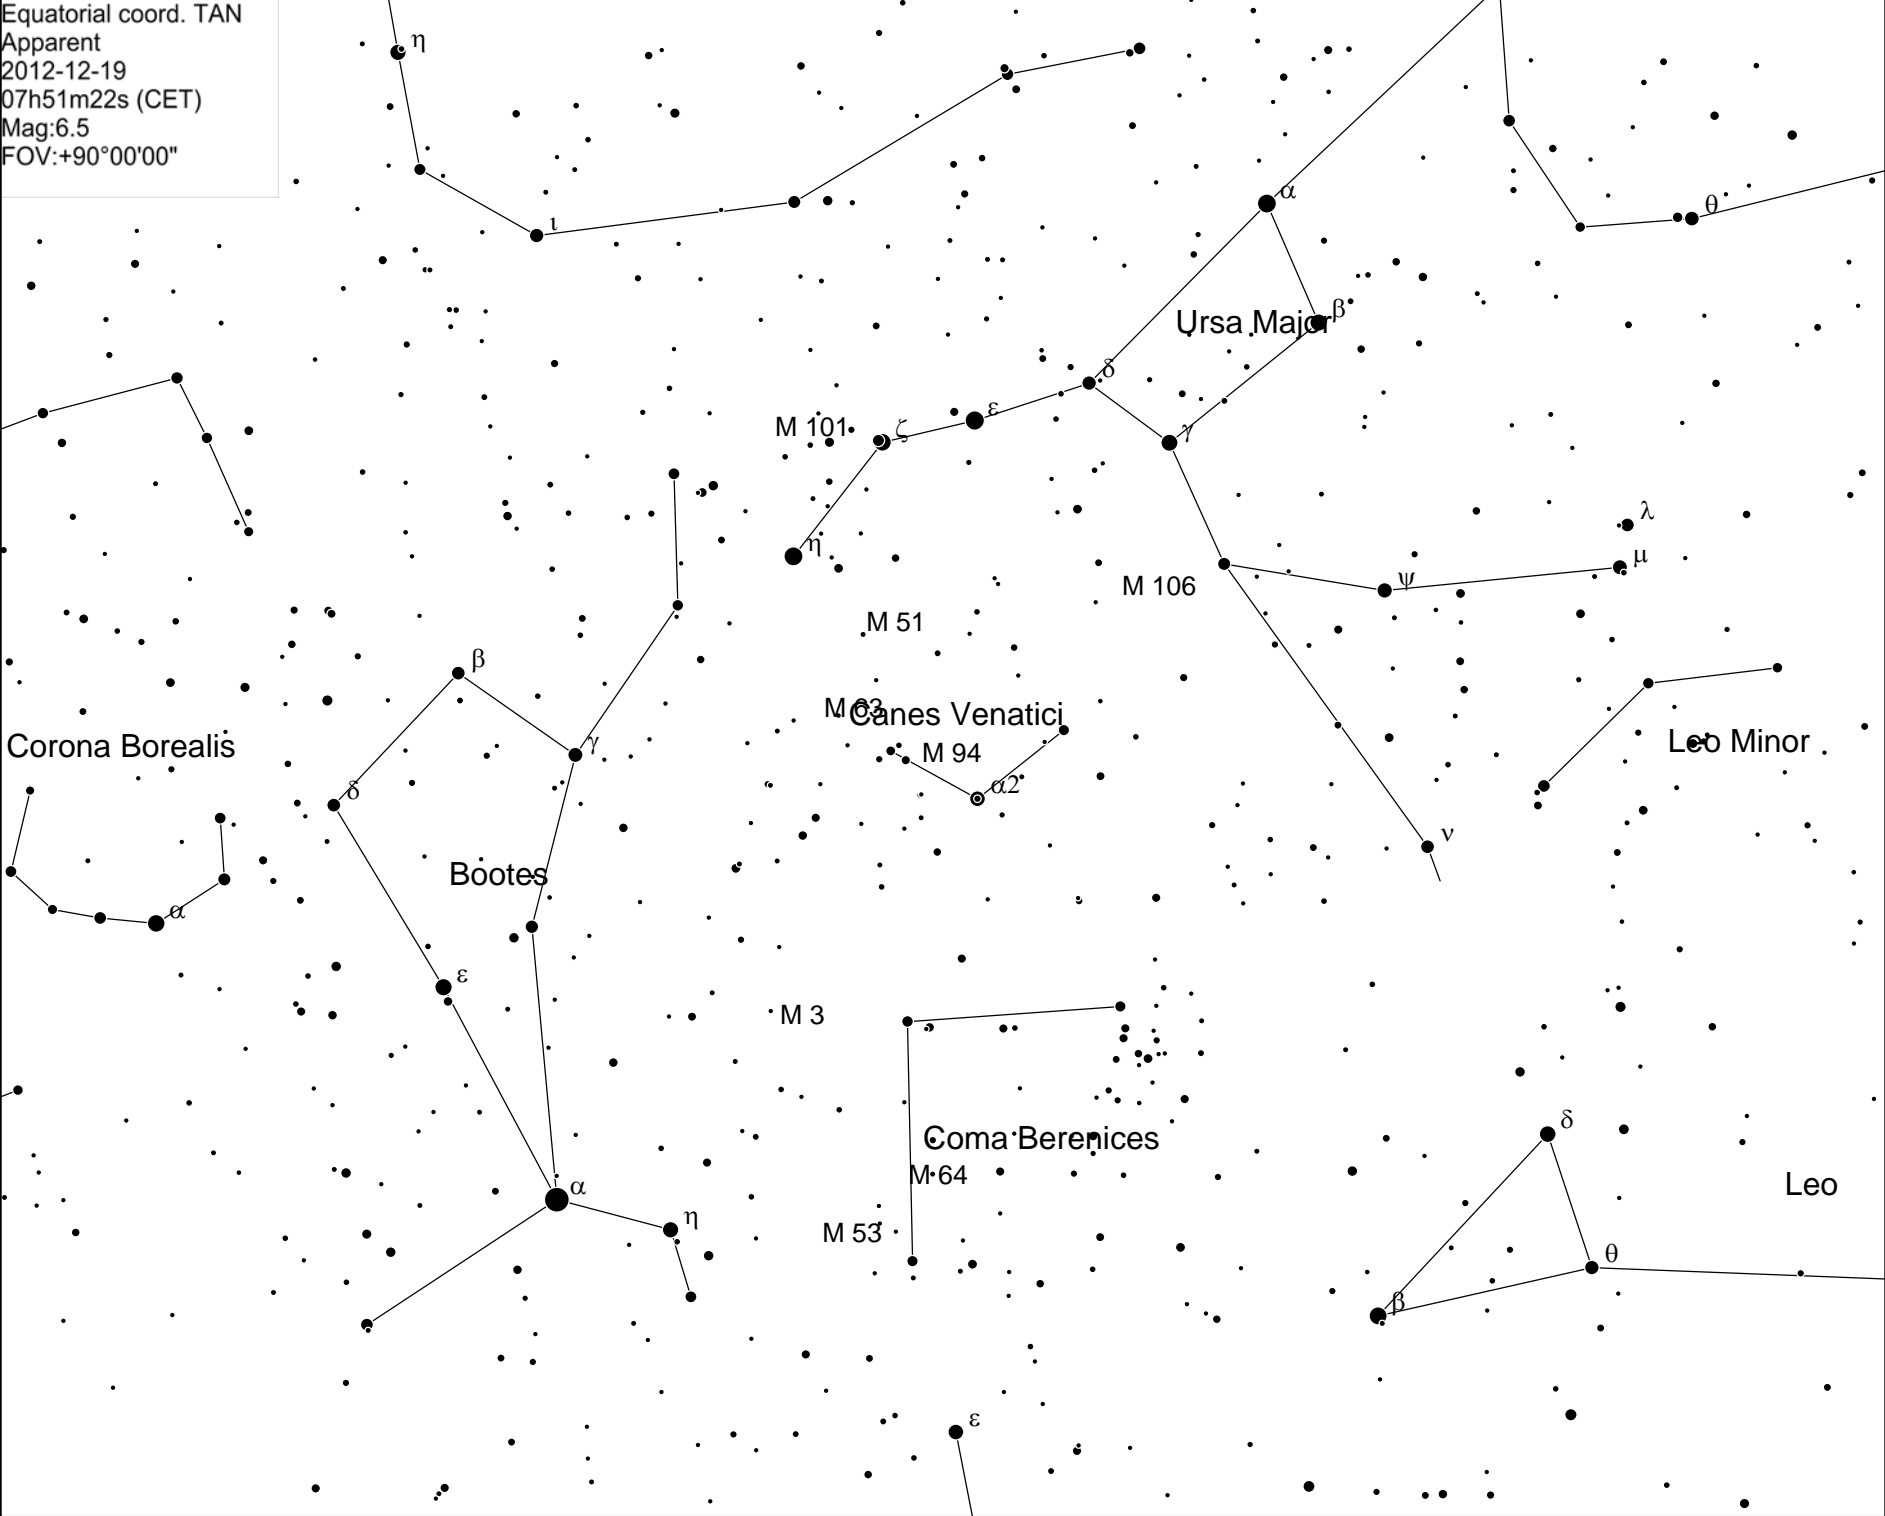 Equatorial coord. TAN
Apparent
2012-12-19
07h51m22s (CET)
Mag:6.5
FOV:+90°00'00"
η
α
θ
ι
Ursa Major
β
δ
ε
M 101
ζ
γ
λ
η
μ
M 106
ψ
M 51
β
M 63
Canes Venatici
Corona Borealis
γ
M 94
Leo Minor
δ
α2
ν
Bootes
α
ε
M 3
Coma Berenices
δ
M 64
Leo
α
η
M 53
θ
β
ε